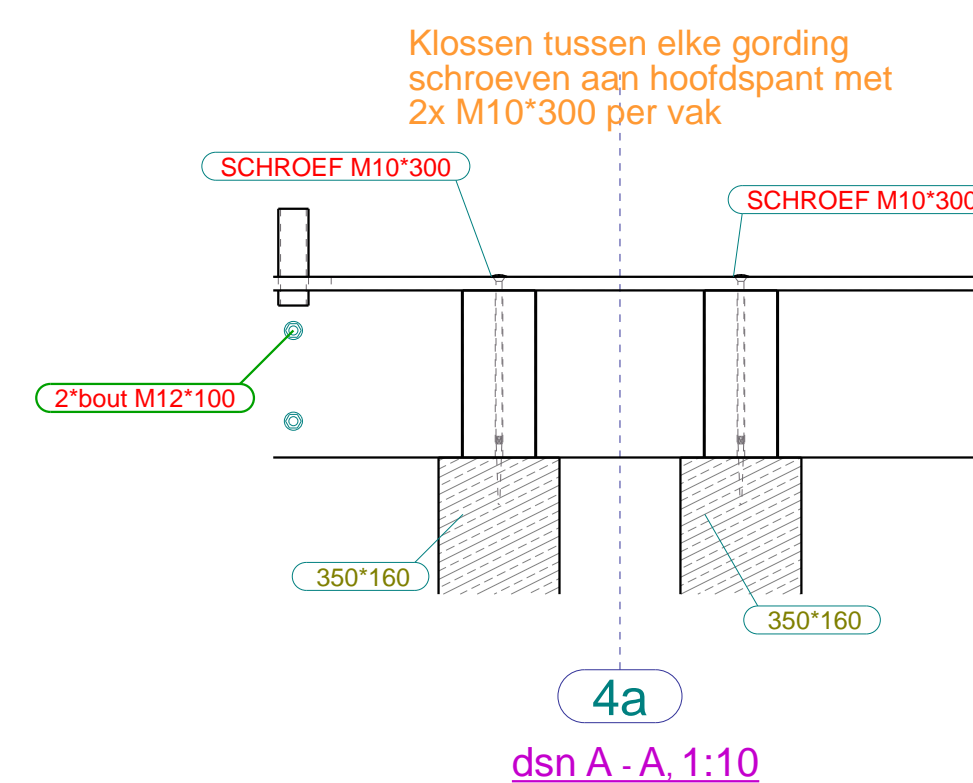 Klossen tussen elke gording
schroeven aan hoofdspant met
2x M10*300 per vak
SCHROEF M10*300
SCHROEF M10*300
2*bout M12*100
350*160
350*160
4a
dsn A - A, 1:10